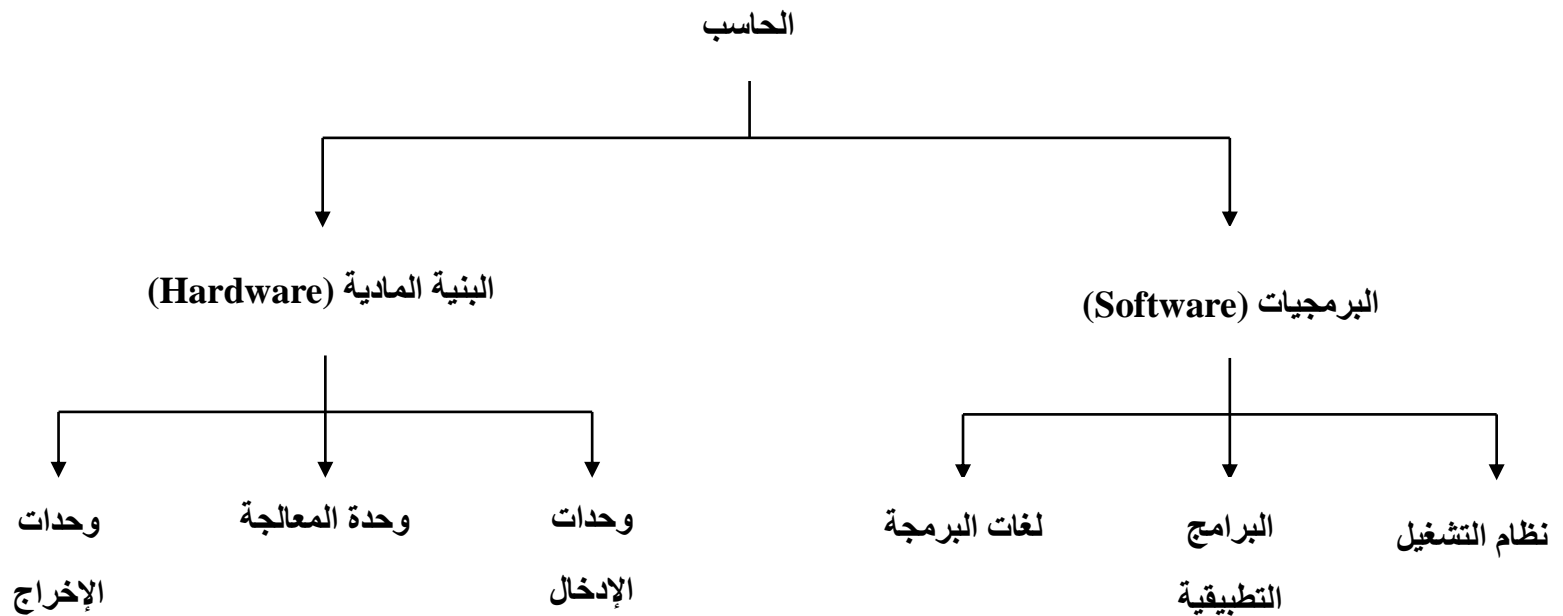 الحاسب
البرمجيات (Software)
البنية المادية (Hardware)
نظام التشغيل
البرامج
التطبيقية
لغات البرمجة
وحدات
الإدخال
وحدة المعالجة
وحدات
الإخراج